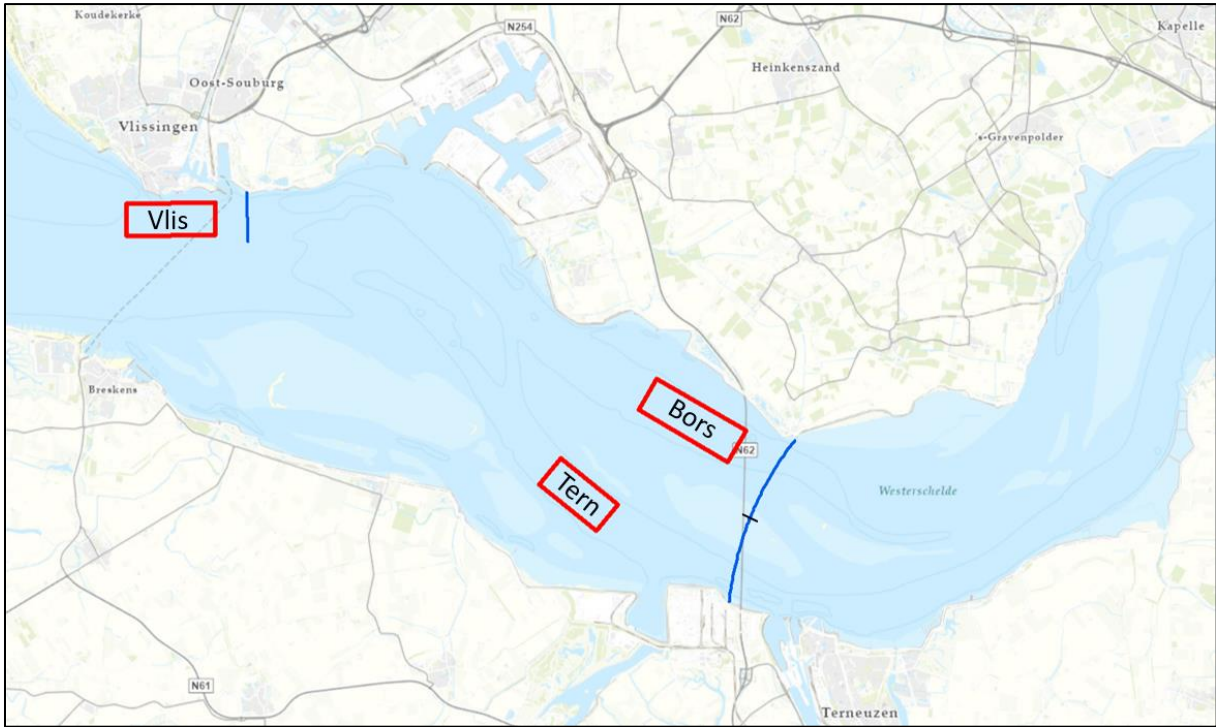 Koudekerke
N62
Kapelle
N254
Heinkenszand
Oost-Souburg
Vlissingen
's-Gravenpolder
Vlis
Breskens
Bors
N62
Tern
Westerschelde
N61
Terneuzen